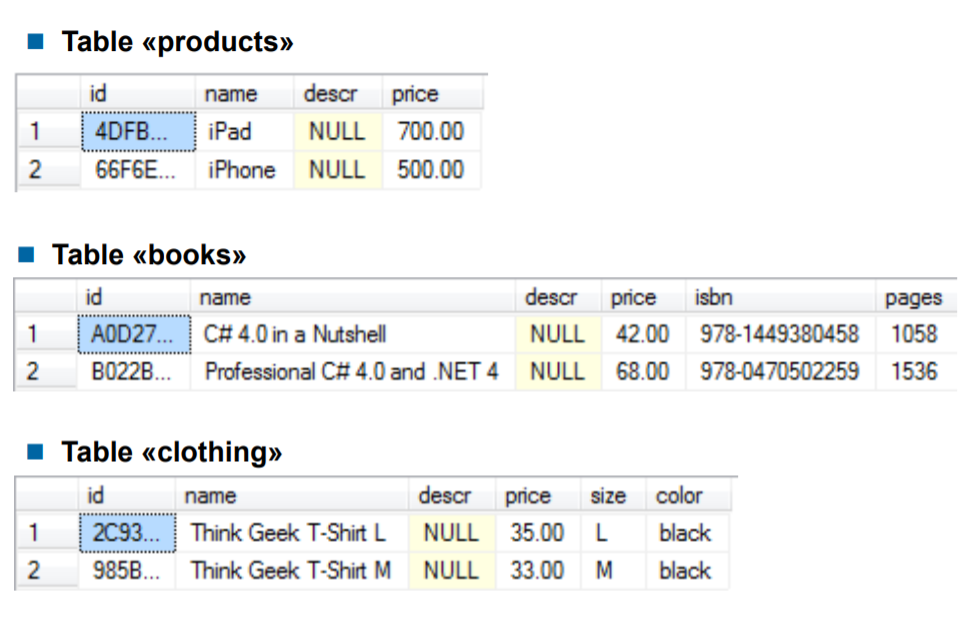 Table «products»
id name descr price
1 4DFB... iPad NULL 700.00
2 66F6E... iPhone NULL 500.00
Table «books»
id name descr price isbn pages
1 A0D27... C# 4.0 in a Nutshell NULL 42.00 978-1449380458 1058
2 B022B... Professional C# 4.0 and .NET 4 NULL 68.00 978-0470502259 1536
Table «clothing»
id name descr price size color
1 2C93... Think Geek T-Shirt L NULL 35.00 L black
2 985B... Think Geek T-Shirt M NULL 33.00 M black